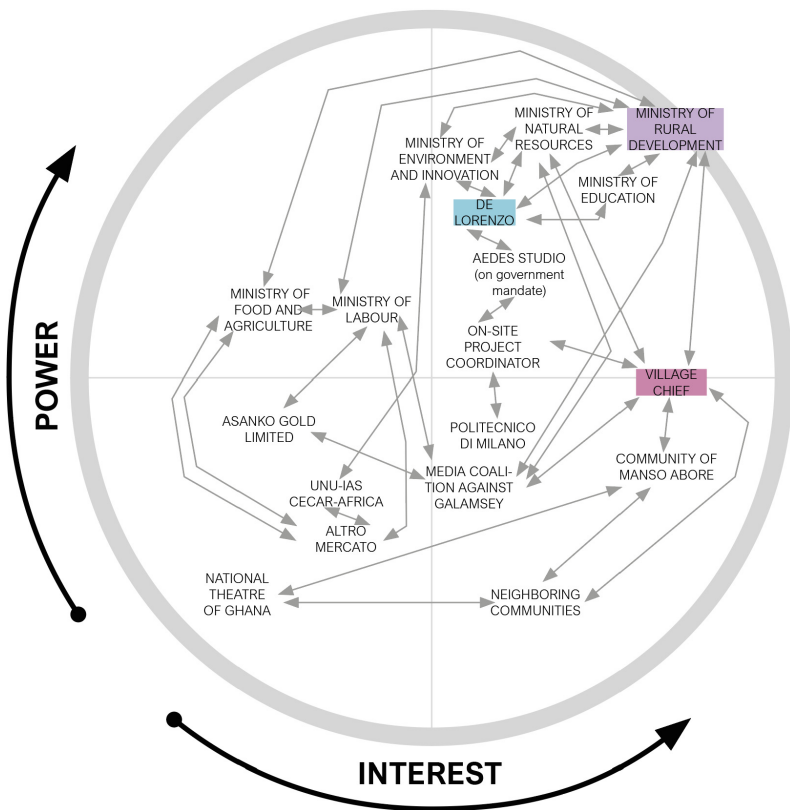 MINISTRY OF
RURAL
DEVELOPMENT
MINISTRY OF
NATURAL
RESOURCES
MINISTRY OF
ENVIRONMENT
AND INNOVATION
MINISTRY OF
EDUCATION
DE
LORENZO
AEDES STUDIO
(on government
mandate)
MINISTRY OF
FOOD AND
AGRICULTURE
MINISTRY OF
LABOUR
ON-SITE
PROJECT
COORDINATOR
VILLAGE
CHIEF
ASANKO GOLD
LIMITED
POLITECNICO
DI MILANO
COMMUNITY OF
MANSO ABORE
MEDIA COALI-
TION AGAINST
GALAMSEY
UNU-IAS
CECAR-AFRICA
ALTRO
MERCATO
NATIONAL
THEATRE
OF GHANA
NEIGHBORING
COMMUNITIES
POWER
INTEREST